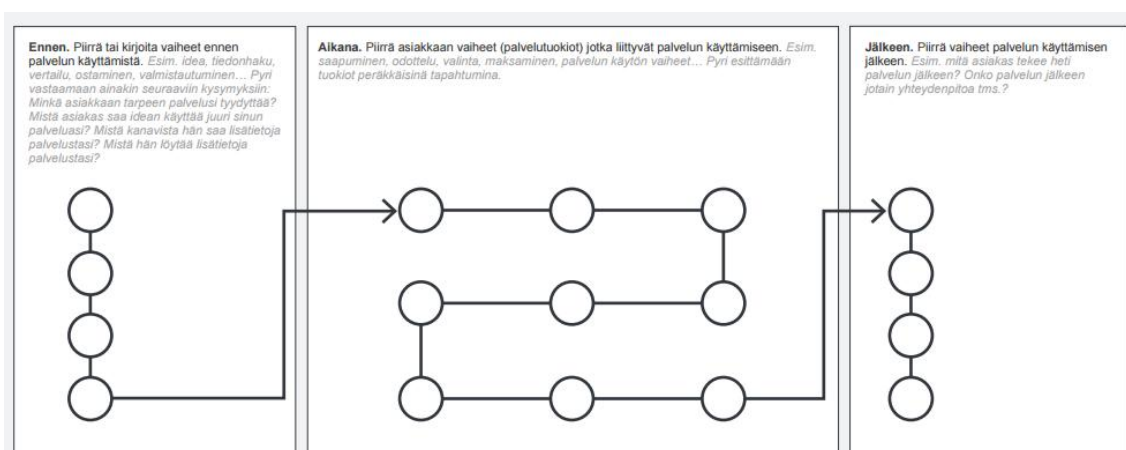 Ennen. Piirrä tai kirjoita vaiheet ennen
palvelun käyttämistä. Esim. idea, tiedonhaku,
vertailu, ostaminen, valmistautuminen… Pyri
vastaamaan ainakin seuraaviin kysymyksiin:
Minkä asiakkaan tarpeen palvelusi tyydyttää?
Mistä asiakas saa idean käyttää juuri sinun
palveluasi? Mistä kanavista hän saa lisätietoja
palvelustasi? Mistä hän löytää lisätietoja
palvelustasi?
Aikana. Piirrä asiakkaan vaiheet (palvelutuokiot) jotka liittyvät palvelun käyttämiseen. Esim.
saapuminen, odottelu, valinta, maksaminen, palvelun käytön vaiheet… Pyri esittämään
tuokiot peräkkäisinä tapahtumina.
Jälkeen. Piirrä vaiheet palvelun käyttämisen
jälkeen. Esim. mitä asiakas tekee heti
palvelun jälkeen? Onko palvelun jälkeen
jotain yhteydenpitoa tms.?